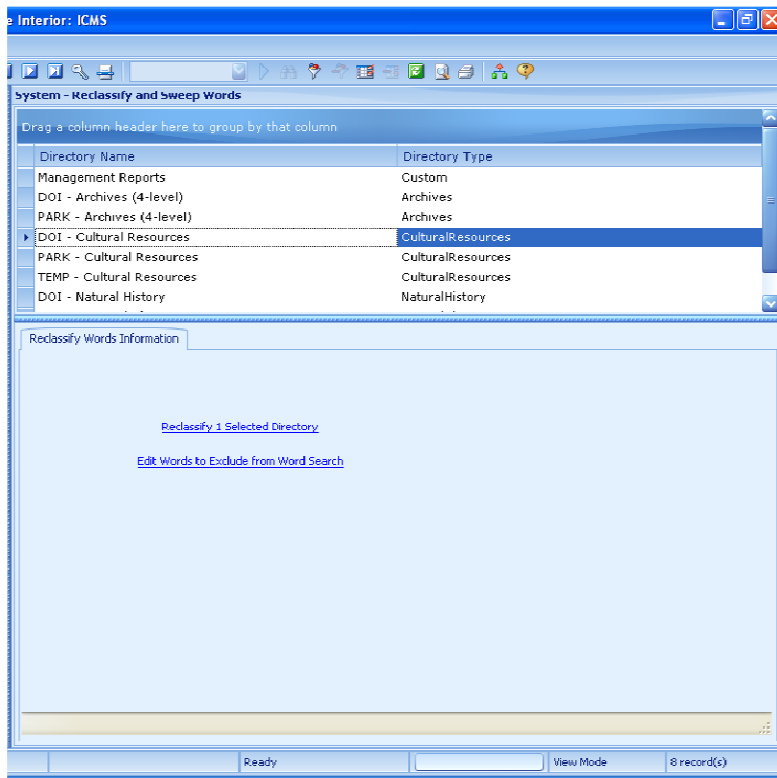 e Interior: ICMS
System - Reclassify and Sweep Words
Drag a column header here to group by that column
Directory Name Directory Type
Management Reports Custom
DOI - Archives (4-level) Archives
PARK - Archives (4-level) Archives
DOI - Cultural Resources CulturalResources
PARK - Cultural Resources CulturalResources
TEMP - Cultural Resources CulturalResources
DOI - Natural History NaturalHistory
Reclassify Words Information
Reclassify 1 Selected Directory
Edit Words to Exclude from Word Search
Ready View Mode 8 record(s)